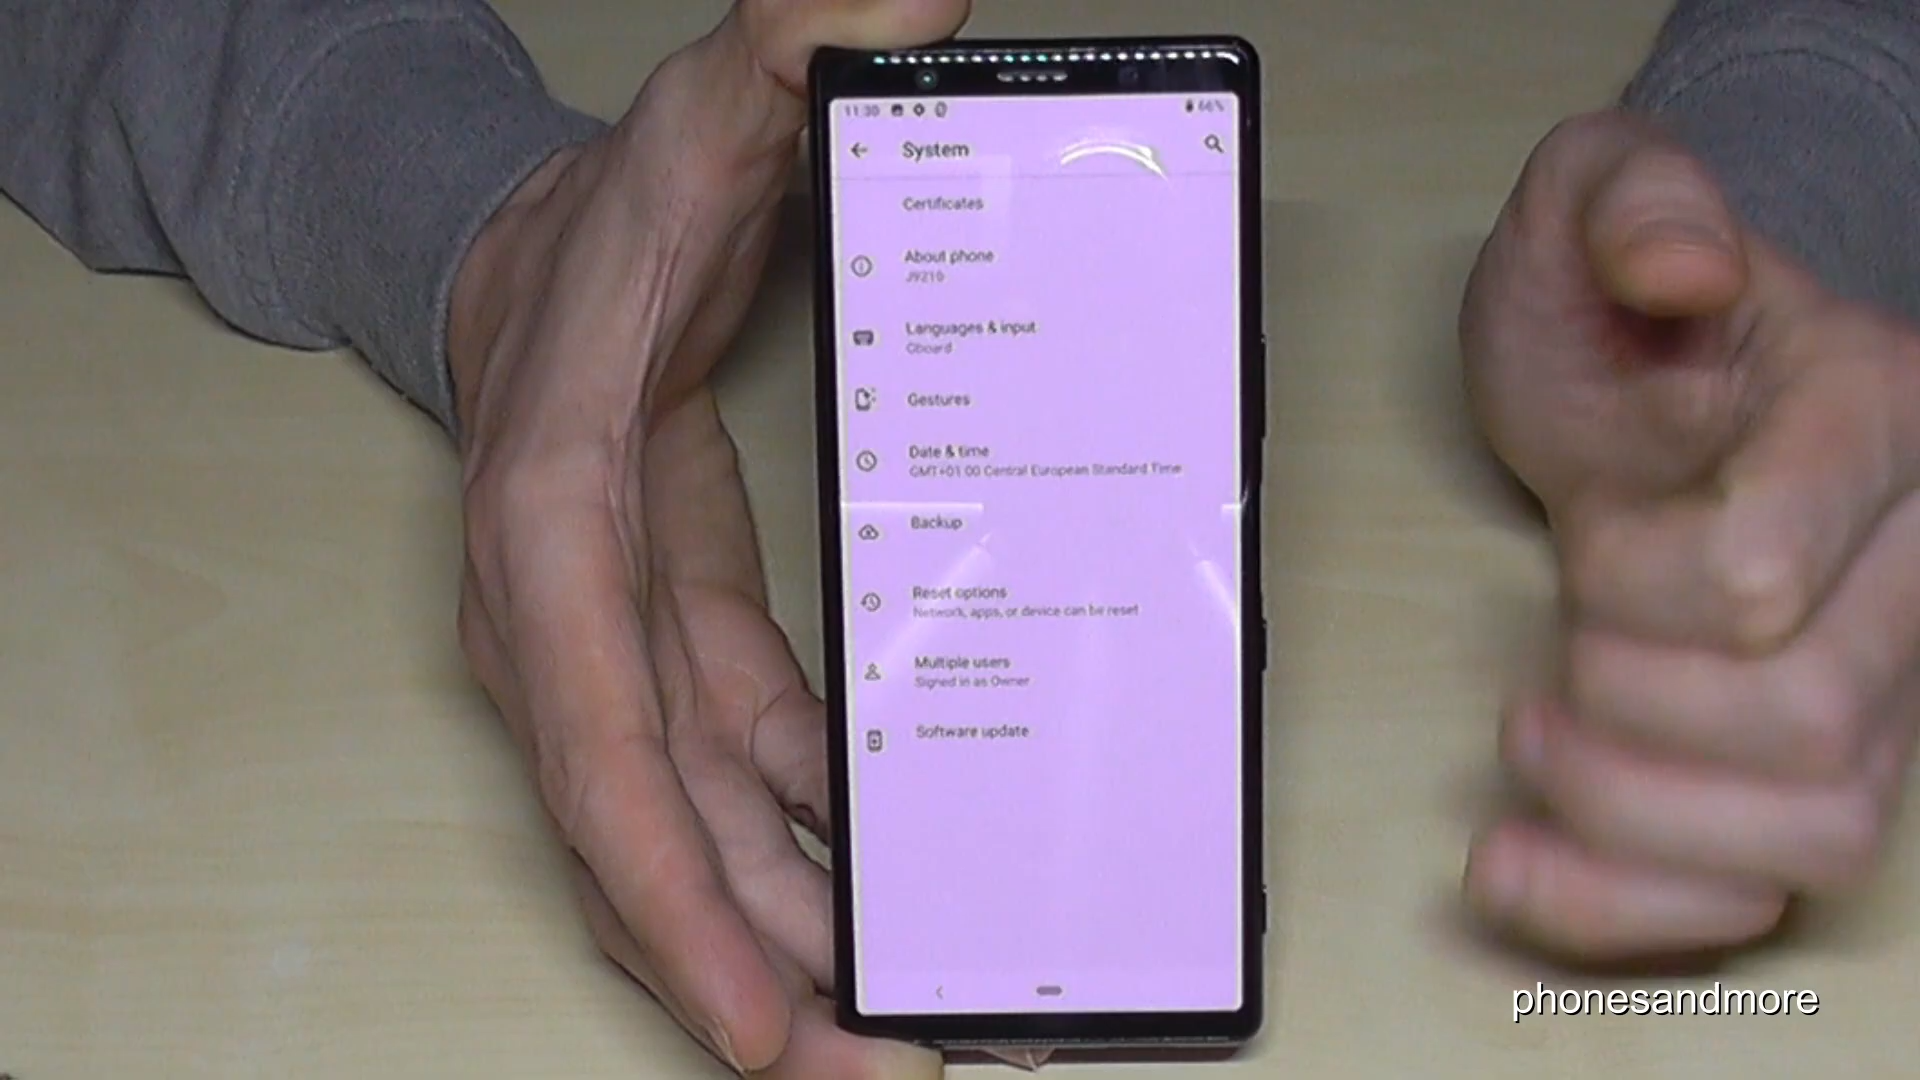 11:30 66%
System
Certificates
About phone
J9210
Languages & input
Gboard
Gestures
Date & time
GMT+01:00 Central European Standard Time
Backup
Reset options
Network, apps, or device can be reset
Multiple users
Signed in as Owner
Software update
phonesandmore